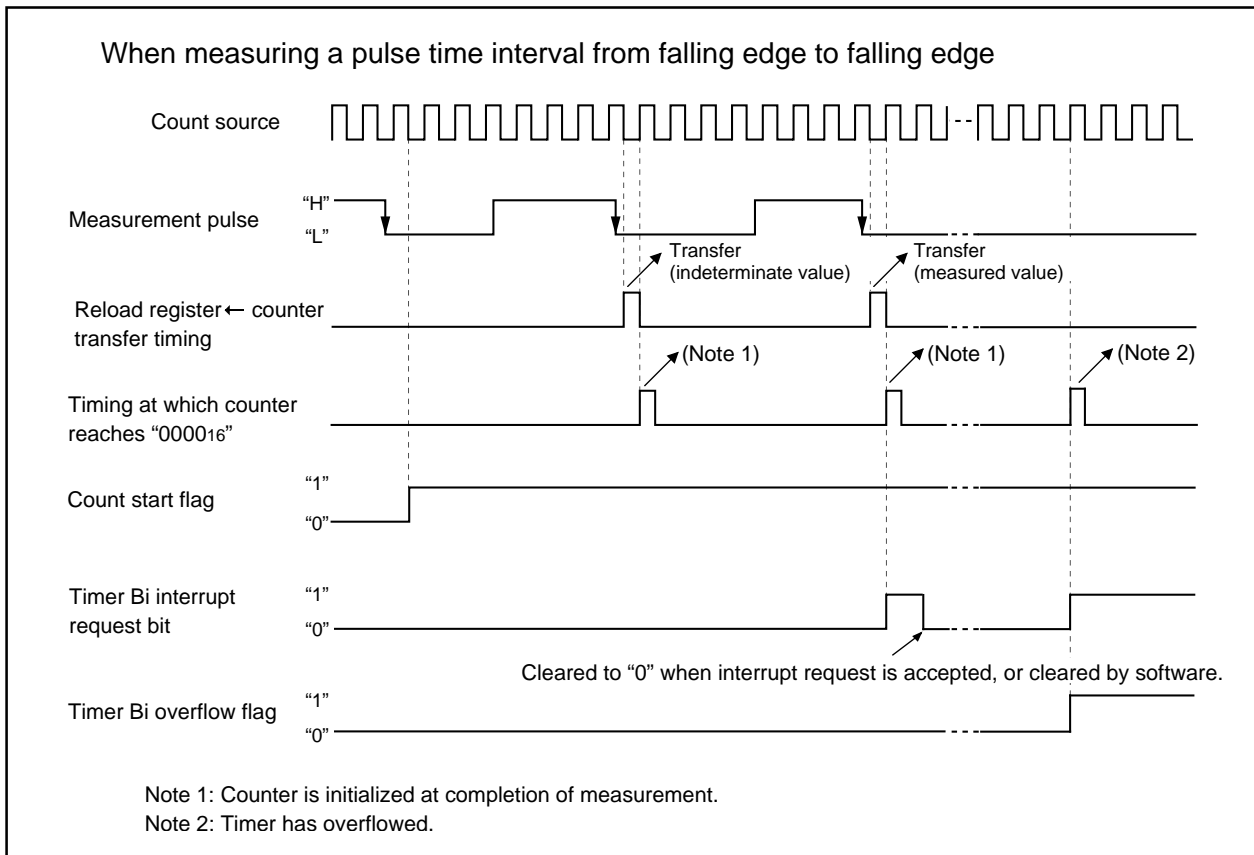 When measuring a pulse time interval from falling edge to falling edge
Count source
Measurement pulse
“H”
“L”
Transfer
(indeterminate value)
Transfer
(measured value)
Reload register ← counter
transfer timing
(Note 1)
(Note 1)
(Note 2)
Timing at which counter
reaches “000016”
Count start flag
“1”
“0”
Timer Bi interrupt
request bit
“1”
“0”
Cleared to “0” when interrupt request is accepted, or cleared by software.
Timer Bi overflow flag
“1”
“0”
Note 1: Counter is initialized at completion of measurement.
Note 2: Timer has overflowed.